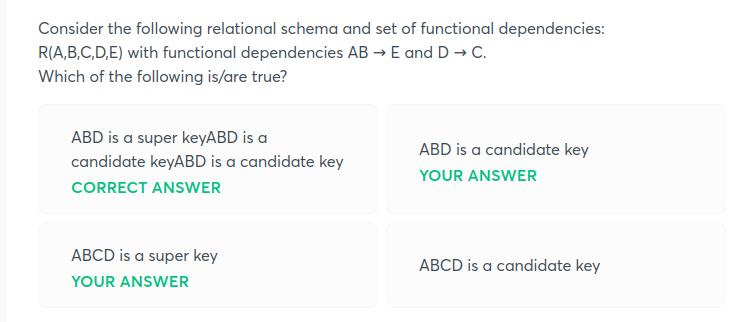 Consider the following relational schema and set of functional dependencies:
R(A,B,C,D,E) with functional dependencies AB → E and D → C.
Which of the following is/are true?
ABD is a super keyABD is a
candidate keyABD is a candidate key
CORRECT ANSWER
ABD is a candidate key
YOUR ANSWER
ABCD is a super key
YOUR ANSWER
ABCD is a candidate key